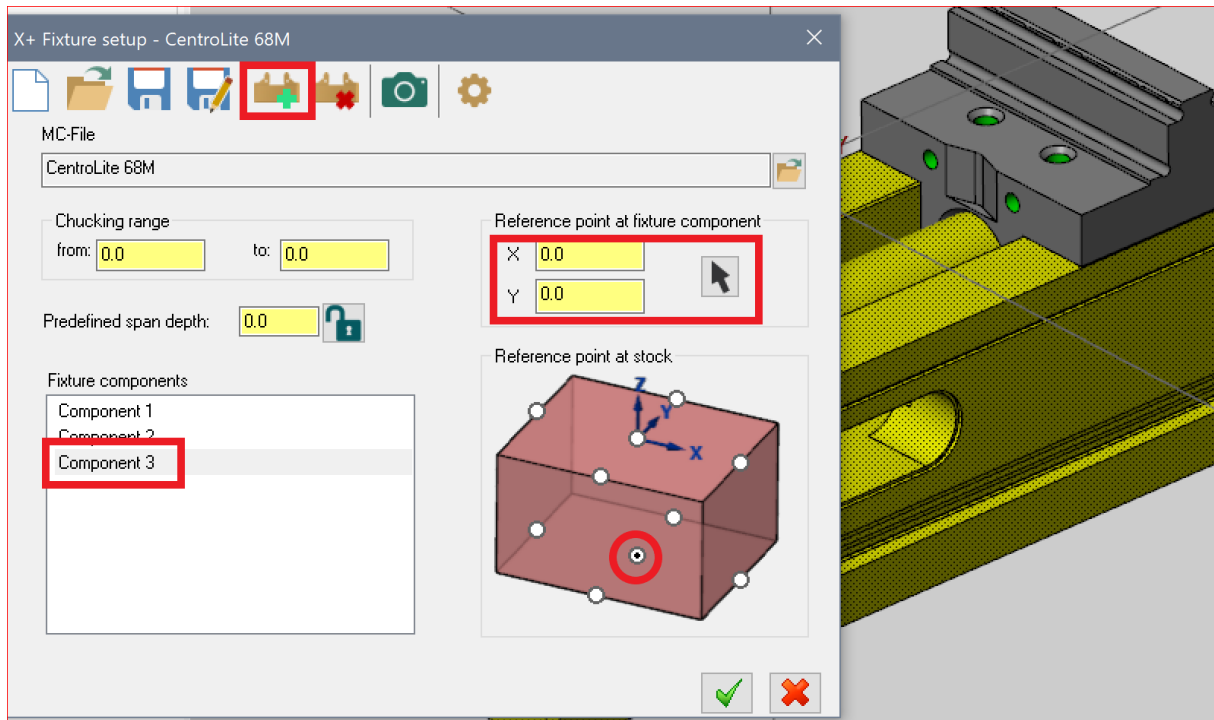 X+ Fixture setup - CentroLite 68M
MC-File
CentroLite 68M
Chucking range
from: 0.0 to: 0.0
Reference point at fixture component
X 0.0
Y 0.0
Predefined span depth: 0.0
Reference point at stock
Z
Y
X
Fixture components
Component 1
Component 2
Component 3